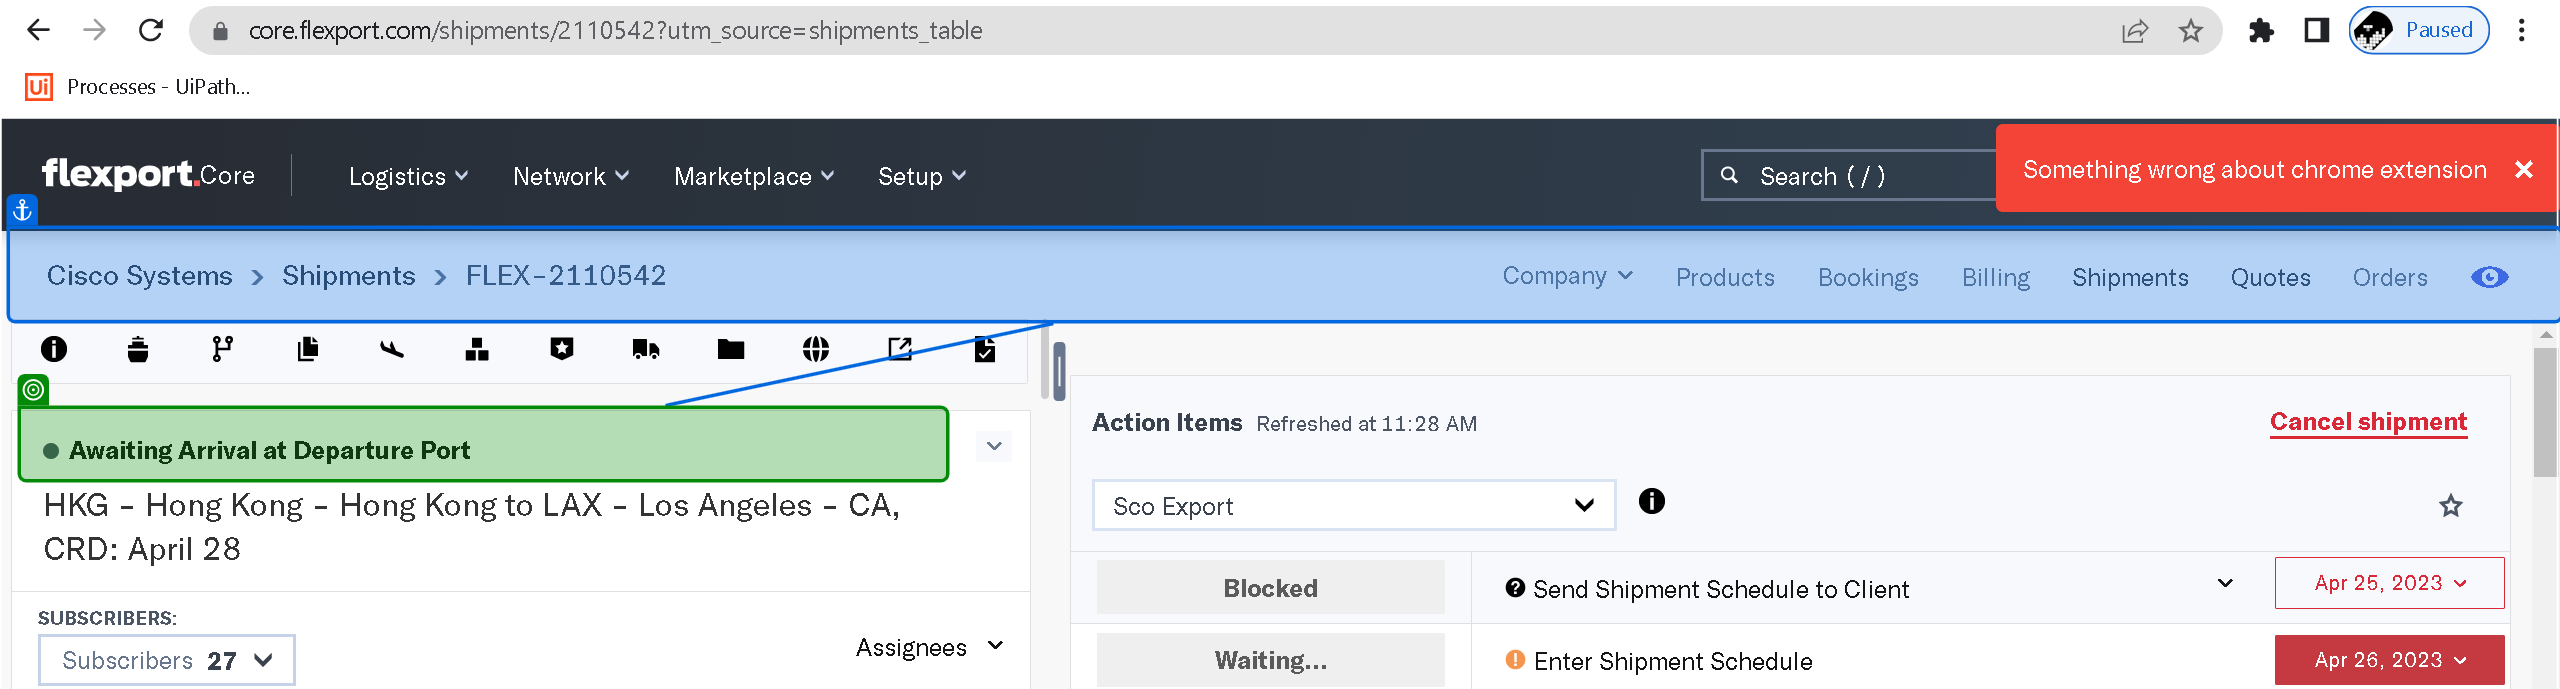 core.flexport.com/shipments/2110542?utm_source=shipments_table
Paused
Ui Processes - UiPath...
flexport.Core
Logistics
Network
Marketplace
Setup
Search ( / )
Something wrong about chrome extension
Cisco Systems > Shipments > FLEX-2110542
Company
Products
Bookings
Billing
Shipments
Quotes
Orders
Awaiting Arrival at Departure Port
HKG - Hong Kong - Hong Kong to LAX - Los Angeles - CA,
CRD: April 28
SUBSCRIBERS:
Subscribers 27
Assignees
Action Items Refreshed at 11:28 AM
Cancel shipment
Sco Export
Blocked
Send Shipment Schedule to Client
Apr 25, 2023
Waiting...
Enter Shipment Schedule
Apr 26, 2023